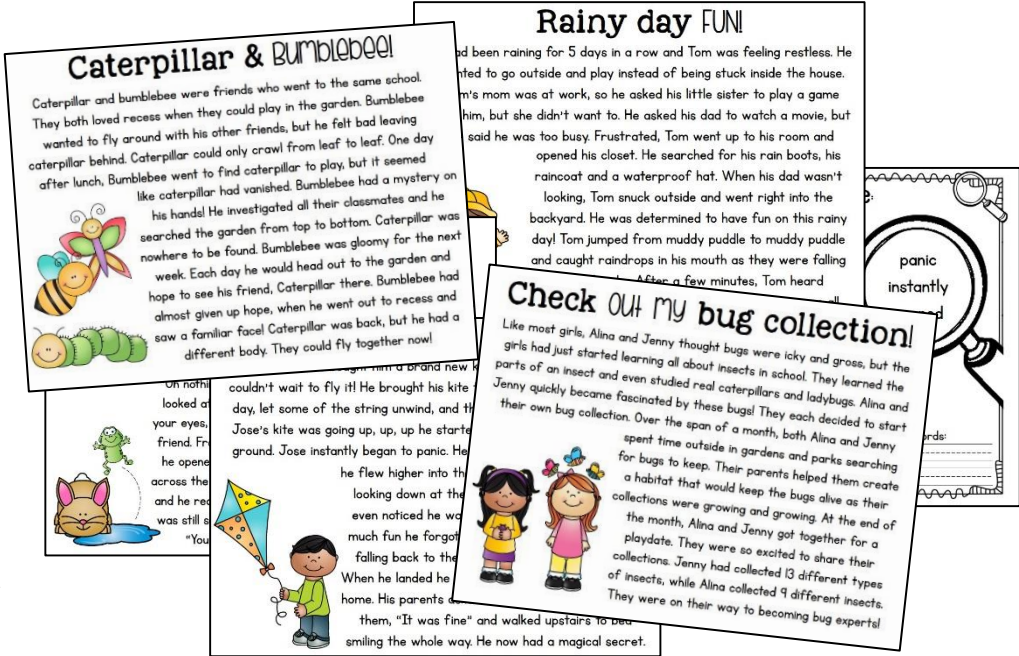 Caterpillar & BUMBLEBEE!
Caterpillar and bumblebee were friends who went to the same school.
They both loved recess when they could play in the garden. Bumblebee
wanted to fly around with his other friends, but he felt bad leaving
caterpillar behind. Caterpillar could only crawl from leaf to leaf. One day
after lunch, Bumblebee went to find caterpillar to play, but it seemed
like caterpillar had vanished. Bumblebee had a mystery on
his hands! He investigated all their classmates and he
searched the garden from top to bottom. Caterpillar was
nowhere to be found. Bumblebee was gloomy for the next
week. Each day he would head out to the garden and
hope to see his friend, Caterpillar there. Bumblebee had
almost given up hope, when he went out to recess and
saw a familiar face! Caterpillar was back, but he had a
different body. They could fly together now!
Rainy day FUN!
been raining for 5 days in a row and Tom was feeling restless. He
to go outside and play instead of being stuck inside the house.
mom was at work, so he asked his little sister to play a game
him, but she didn't want to. He asked his dad to watch a movie, but
said he was too busy. Frustrated, Tom went up to his room and
opened his closet. He searched for his rain boots, his
raincoat and a waterproof hat. When his dad wasn't
looking, Tom snuck outside and went right into the
backyard. He was determined to have fun on this rainy
day! Tom jumped from muddy puddle to muddy puddle
and caught raindrops in his mouth as they were falling
After a few minutes, Tom heard
panic
instantly
Check OUT MY bug collection!
Like most girls, Alina and Jenny thought bugs were icky and gross, but the
girls had just started learning all about insects in school. They learned the
parts of an insect and even studied real caterpillars and ladybugs. Alina and
Jenny quickly became fascinated by these bugs! They each decided to start
their own bug collection. Over the span of a month, both Alina and Jenny
spent time outside in gardens and parks searching
for bugs to keep. Their parents helped them create
a habitat that would keep the bugs alive as their
collections were growing and growing. At the end of
the month, Alina and Jenny got together for a
playdate. They were so excited to share their
collections. Jenny had collected 13 different types
of insects, while Alina collected 9 different insects.
They were on their way to becoming bug experts!
looked
your eyes,
friend.
he
across the
and he
was still
"You
him a brand new
couldn't wait to fly it! He brought his kite
day, let some of the string unwind, and
Jose's kite was going up, up, up he
ground. Jose instantly began to panic. He
he flew higher into
looking down at the
even noticed he
much fun he forgot
falling back to the
When he landed he
home. His parents
them, "It was fine" and walked upstairs to bed
smiling the whole way. He now had a magical secret.